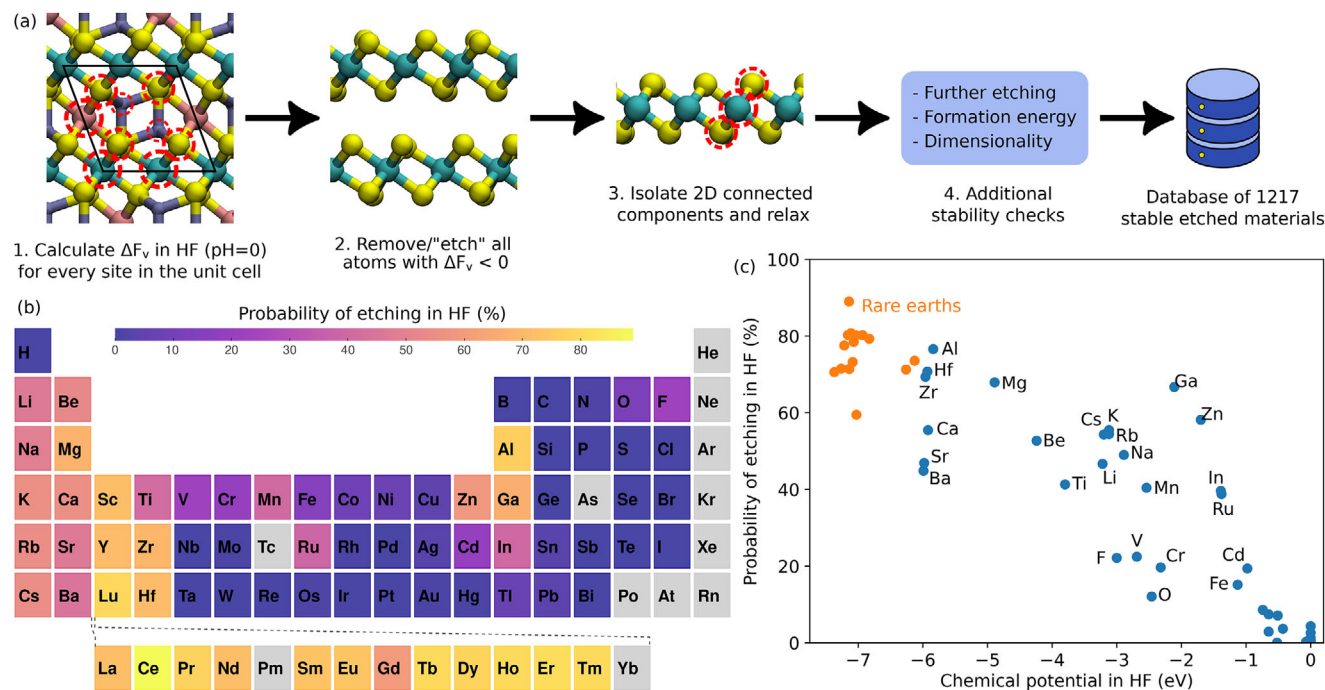 (a)
1. Calculate ΔFᵥ in HF (pH=0)
for every site in the unit cell
2. Remove/"etch" all
atoms with ΔFᵥ < 0
3. Isolate 2D connected
components and relax
- Further etching
- Formation energy
- Dimensionality
4. Additional
stability checks
Database of 1217
stable etched materials
(b)
Probability of etching in HF (%)
0 10 20 30 40 50 60 70 80
H He
Li Be B C N O F Ne
Na Mg Al Si P S Cl Ar
K Ca Sc Ti V Cr Mn Fe Co Ni Cu Zn Ga Ge As Se Br Kr
Rb Sr Y Zr Nb Mo Tc Ru Rh Pd Ag Cd In Sn Sb Te I Xe
Cs Ba Lu Hf Ta W Re Os Ir Pt Au Hg Tl Pb Bi Po At Rn
La Ce Pr Nd Pm Sm Eu Gd Tb Dy Ho Er Tm Yb
(c)
Probability of etching in HF (%)
100
80
60
40
20
0
Rare earths
Al
Hf
Zr
Mg
Ga
Ca
Cs K
Zn
Be
Rb
Sr
Na
Ba
Li
Ti
Mn
In
Ru
F
V
Cr
Cd
O
Fe
−7 −6 −5 −4 −3 −2 −1 0
Chemical potential in HF (eV)